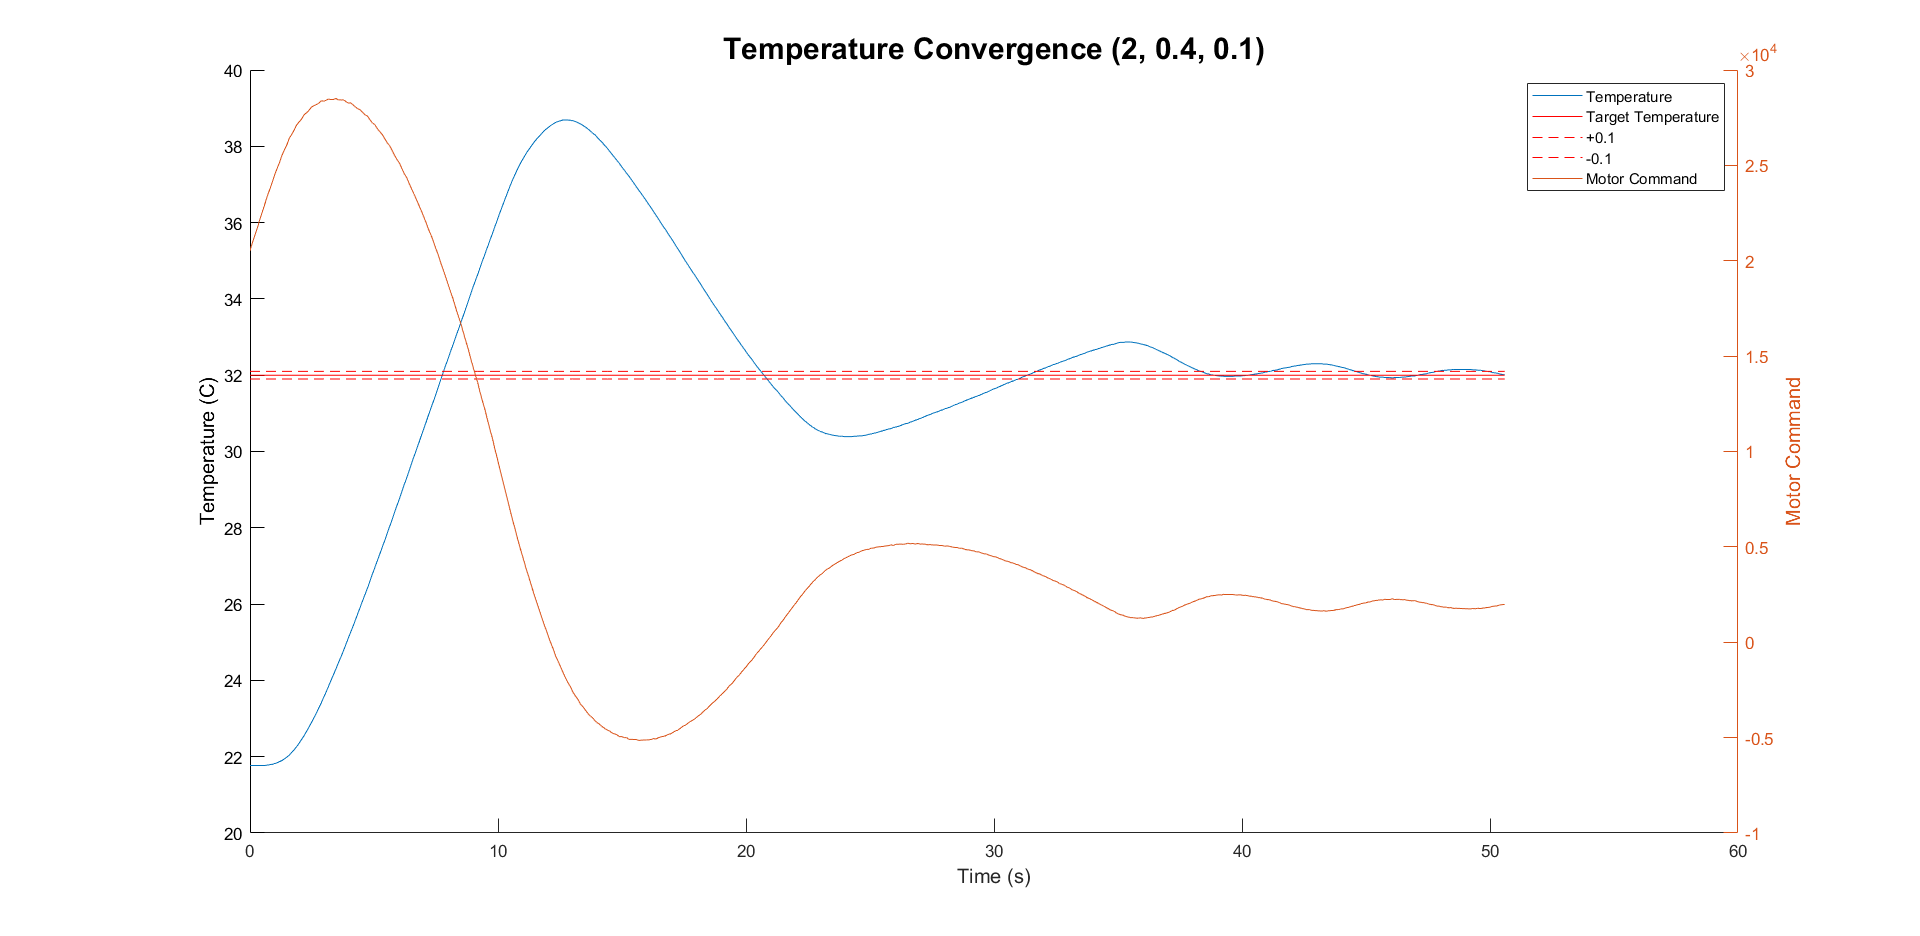 Temperature Convergence (2, 0.4, 0.1)
×10^4
40
38
36
34
32
30
28
26
24
22
20
Temperature (C)
3
2.5
2
1.5
1
0.5
0
-0.5
-1
Motor Command
Temperature
Target Temperature
+0.1
-0.1
Motor Command
0 10 20 30 40 50 60
Time (s)